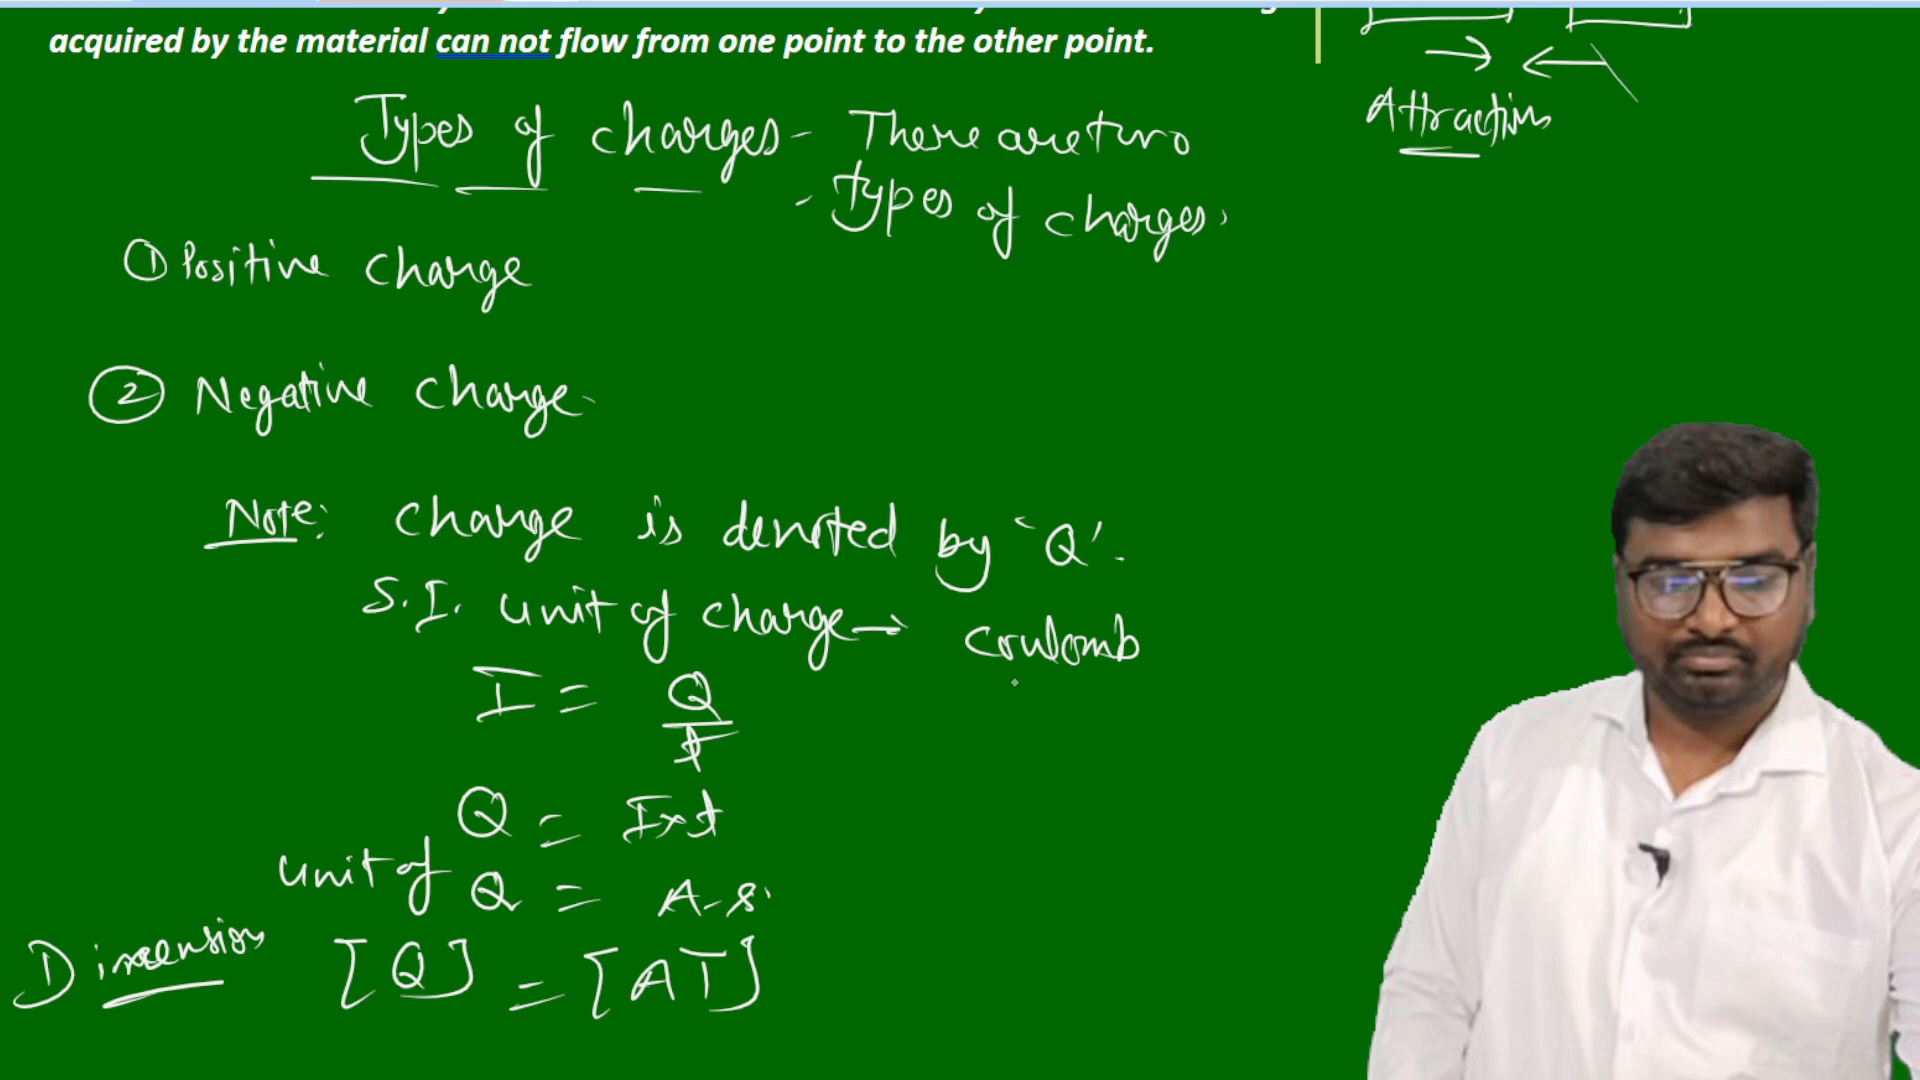 acquired by the material can not flow from one point to the other point.
Attraction
Types of charges - There are two
- types of charges.
① Positive charge
② Negative charge.
Note: charge is denoted by 'Q'.
S.I. unit of charge → coulomb
I = Q/t
Q = I×t
unit of Q = A-s.
Dimension [Q] = [AT]